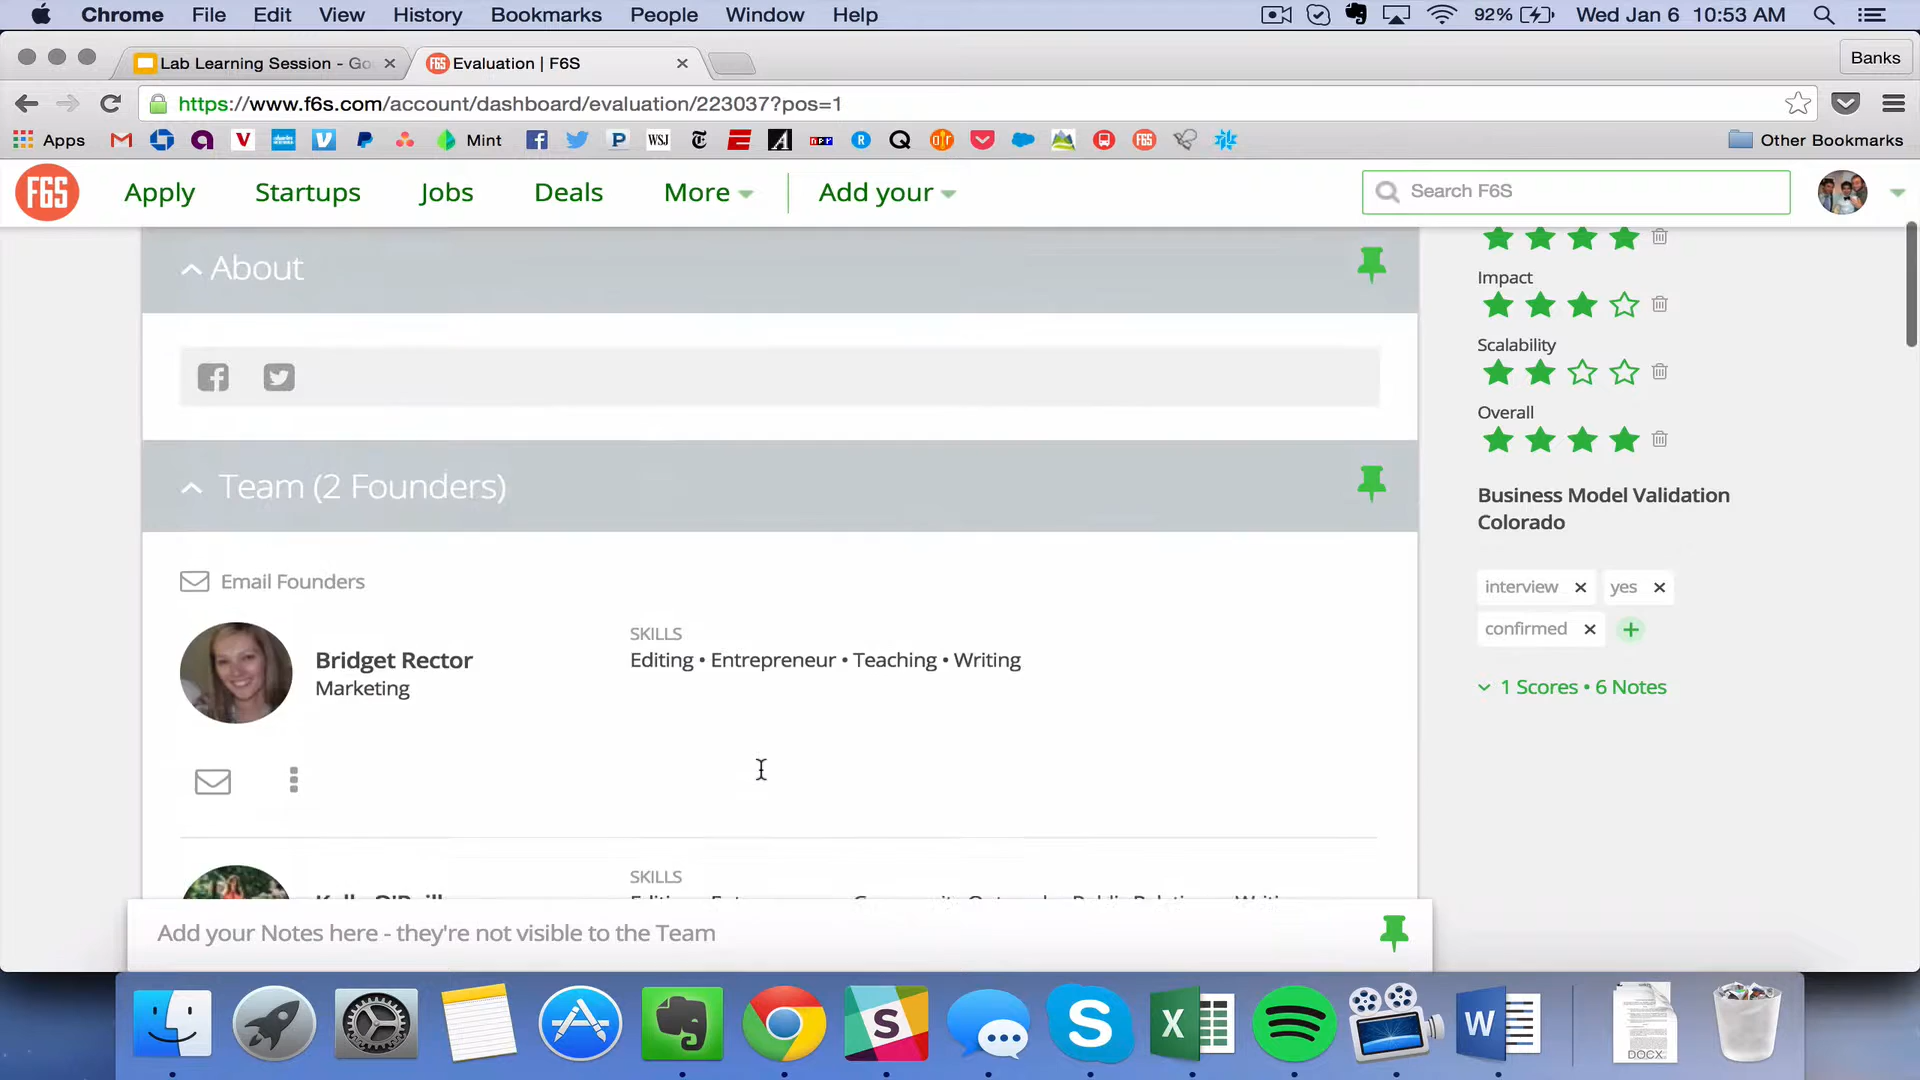 Chrome File Edit View History Bookmarks People Window Help 92% Wed Jan 6 10:53 AM
Lab Learning Session - Go
Evaluation | F6S
Banks
https://www.f6s.com/account/dashboard/evaluation/223037?pos=1
Apps Mint Other Bookmarks
F6S Apply Startups Jobs Deals More Add your Search F6S
About
Impact
Scalability
Overall
Team (2 Founders)
Business Model Validation
Colorado
Email Founders
interview × yes ×
confirmed × +
Bridget Rector
Marketing
SKILLS
Editing • Entrepreneur • Teaching • Writing
1 Scores • 6 Notes
SKILLS
Add your Notes here - they're not visible to the Team
DOCX